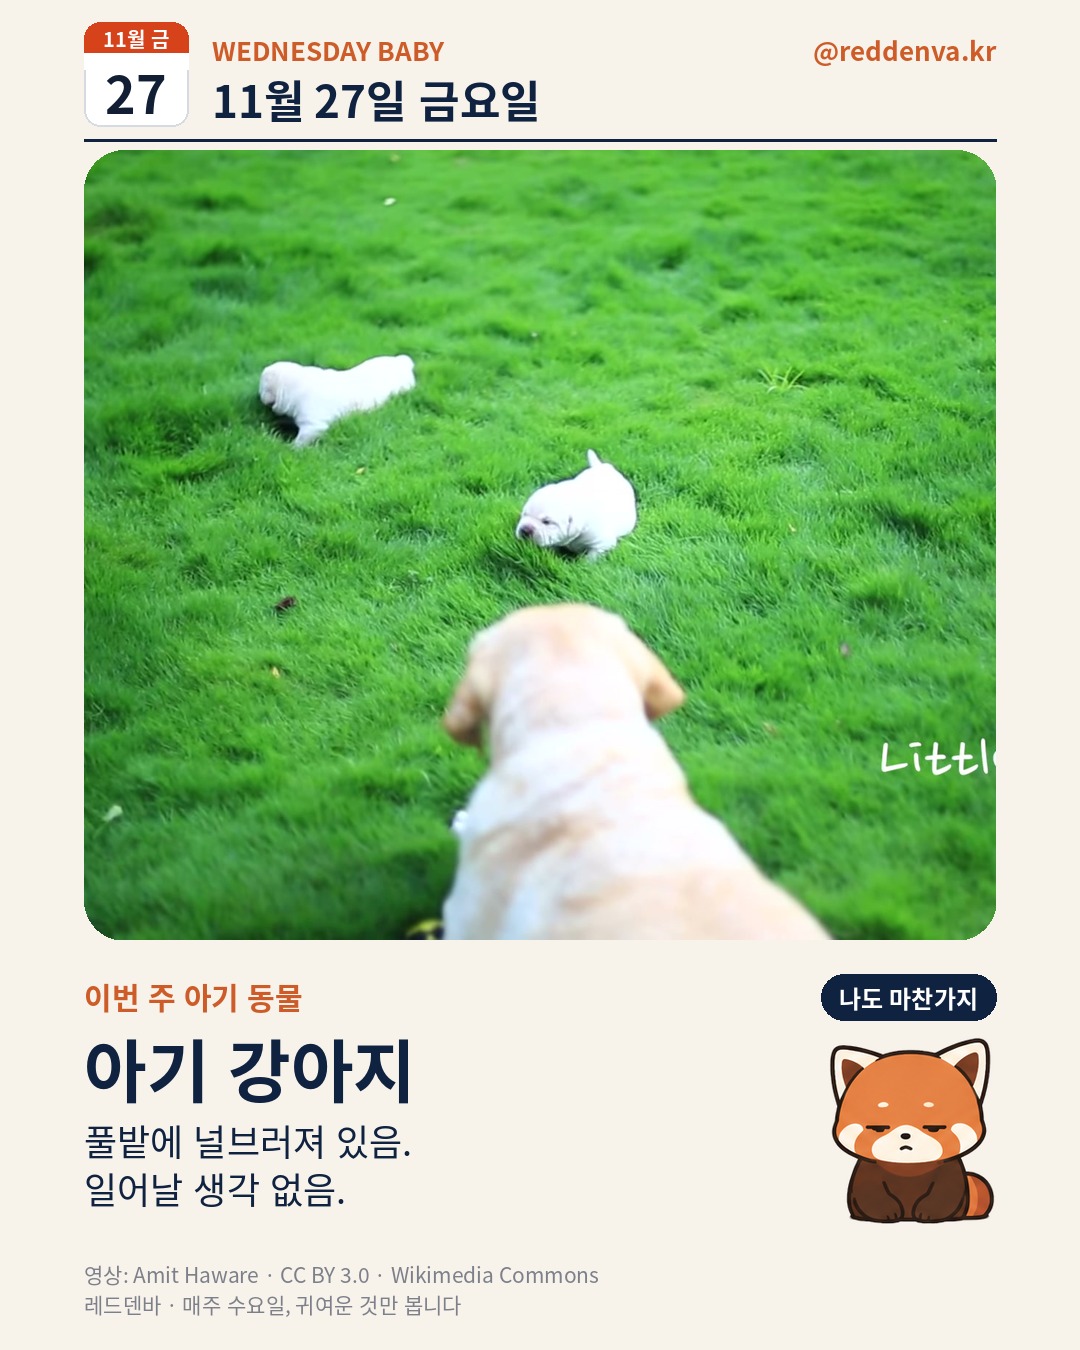 11월 금
27
WEDNESDAY BABY
11월 27일 금요일
@reddenva.kr
Little
이번 주 아기 동물
아기 강아지
풀밭에 널브러져 있음.
일어날 생각 없음.
나도 마찬가지
영상: Amit Haware · CC BY 3.0 · Wikimedia Commons
레드덴바 · 매주 수요일, 귀여운 것만 봅니다